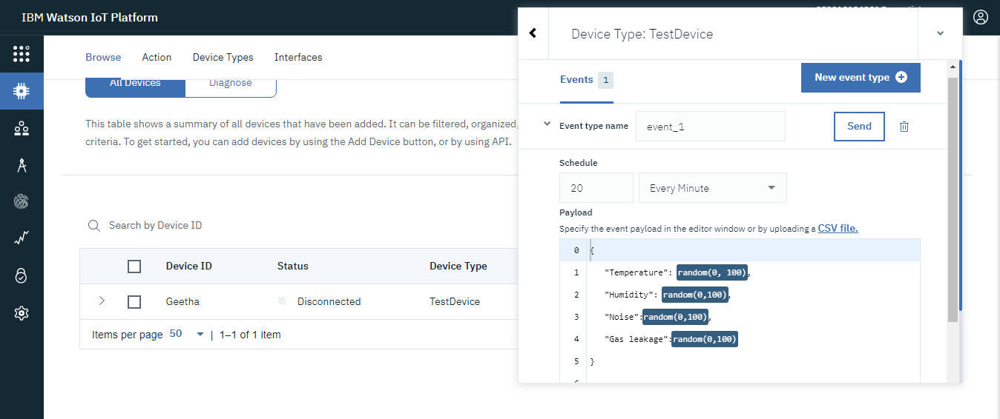 IBM Watson IoT Platform
Browse Action Device Types Interfaces
All Devices Diagnose
This table shows a summary of all devices that have been added. It can be filtered, organized,
criteria. To get started, you can add devices by using the Add Device button, or by using API.
Search by Device ID
Device ID Status Device Type
Geetha Disconnected TestDevice
Items per page 50 | 1–1 of 1 item
Device Type: TestDevice
Events 1 New event type
Event type name event_1 Send
Schedule
20 Every Minute
Payload
Specify the event payload in the editor window or by uploading a CSV file.
0 {
1 "Temperature": random(0, 100),
2 "Humidity": random(0,100),
3 "Noise":random(0,100),
4 "Gas leakage":random(0,100)
5 }